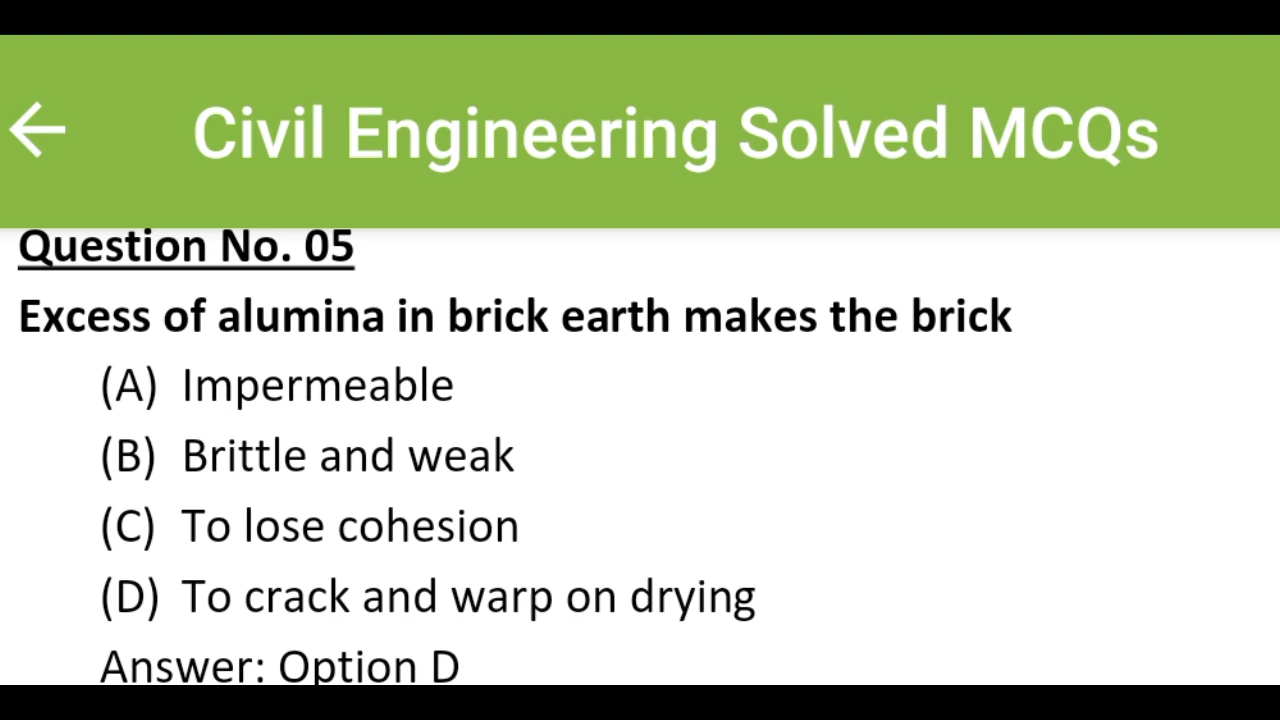 Civil Engineering Solved MCQs
Question No. 05
Excess of alumina in brick earth makes the brick
(A) Impermeable
(B) Brittle and weak
(C) To lose cohesion
(D) To crack and warp on drying
Answer: Option D